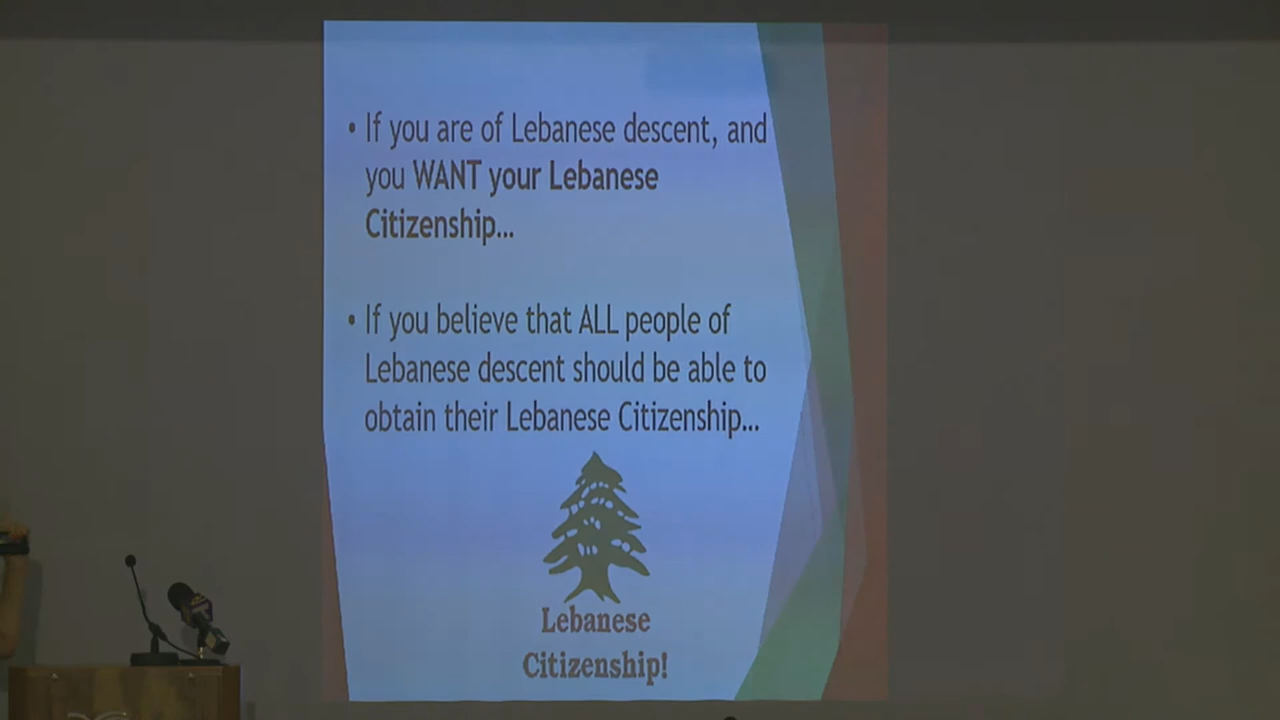 • If you are of Lebanese descent, and
you WANT your Lebanese
Citizenship...
• If you believe that ALL people of
Lebanese descent should be able to
obtain their Lebanese Citizenship...
Lebanese
Citizenship!